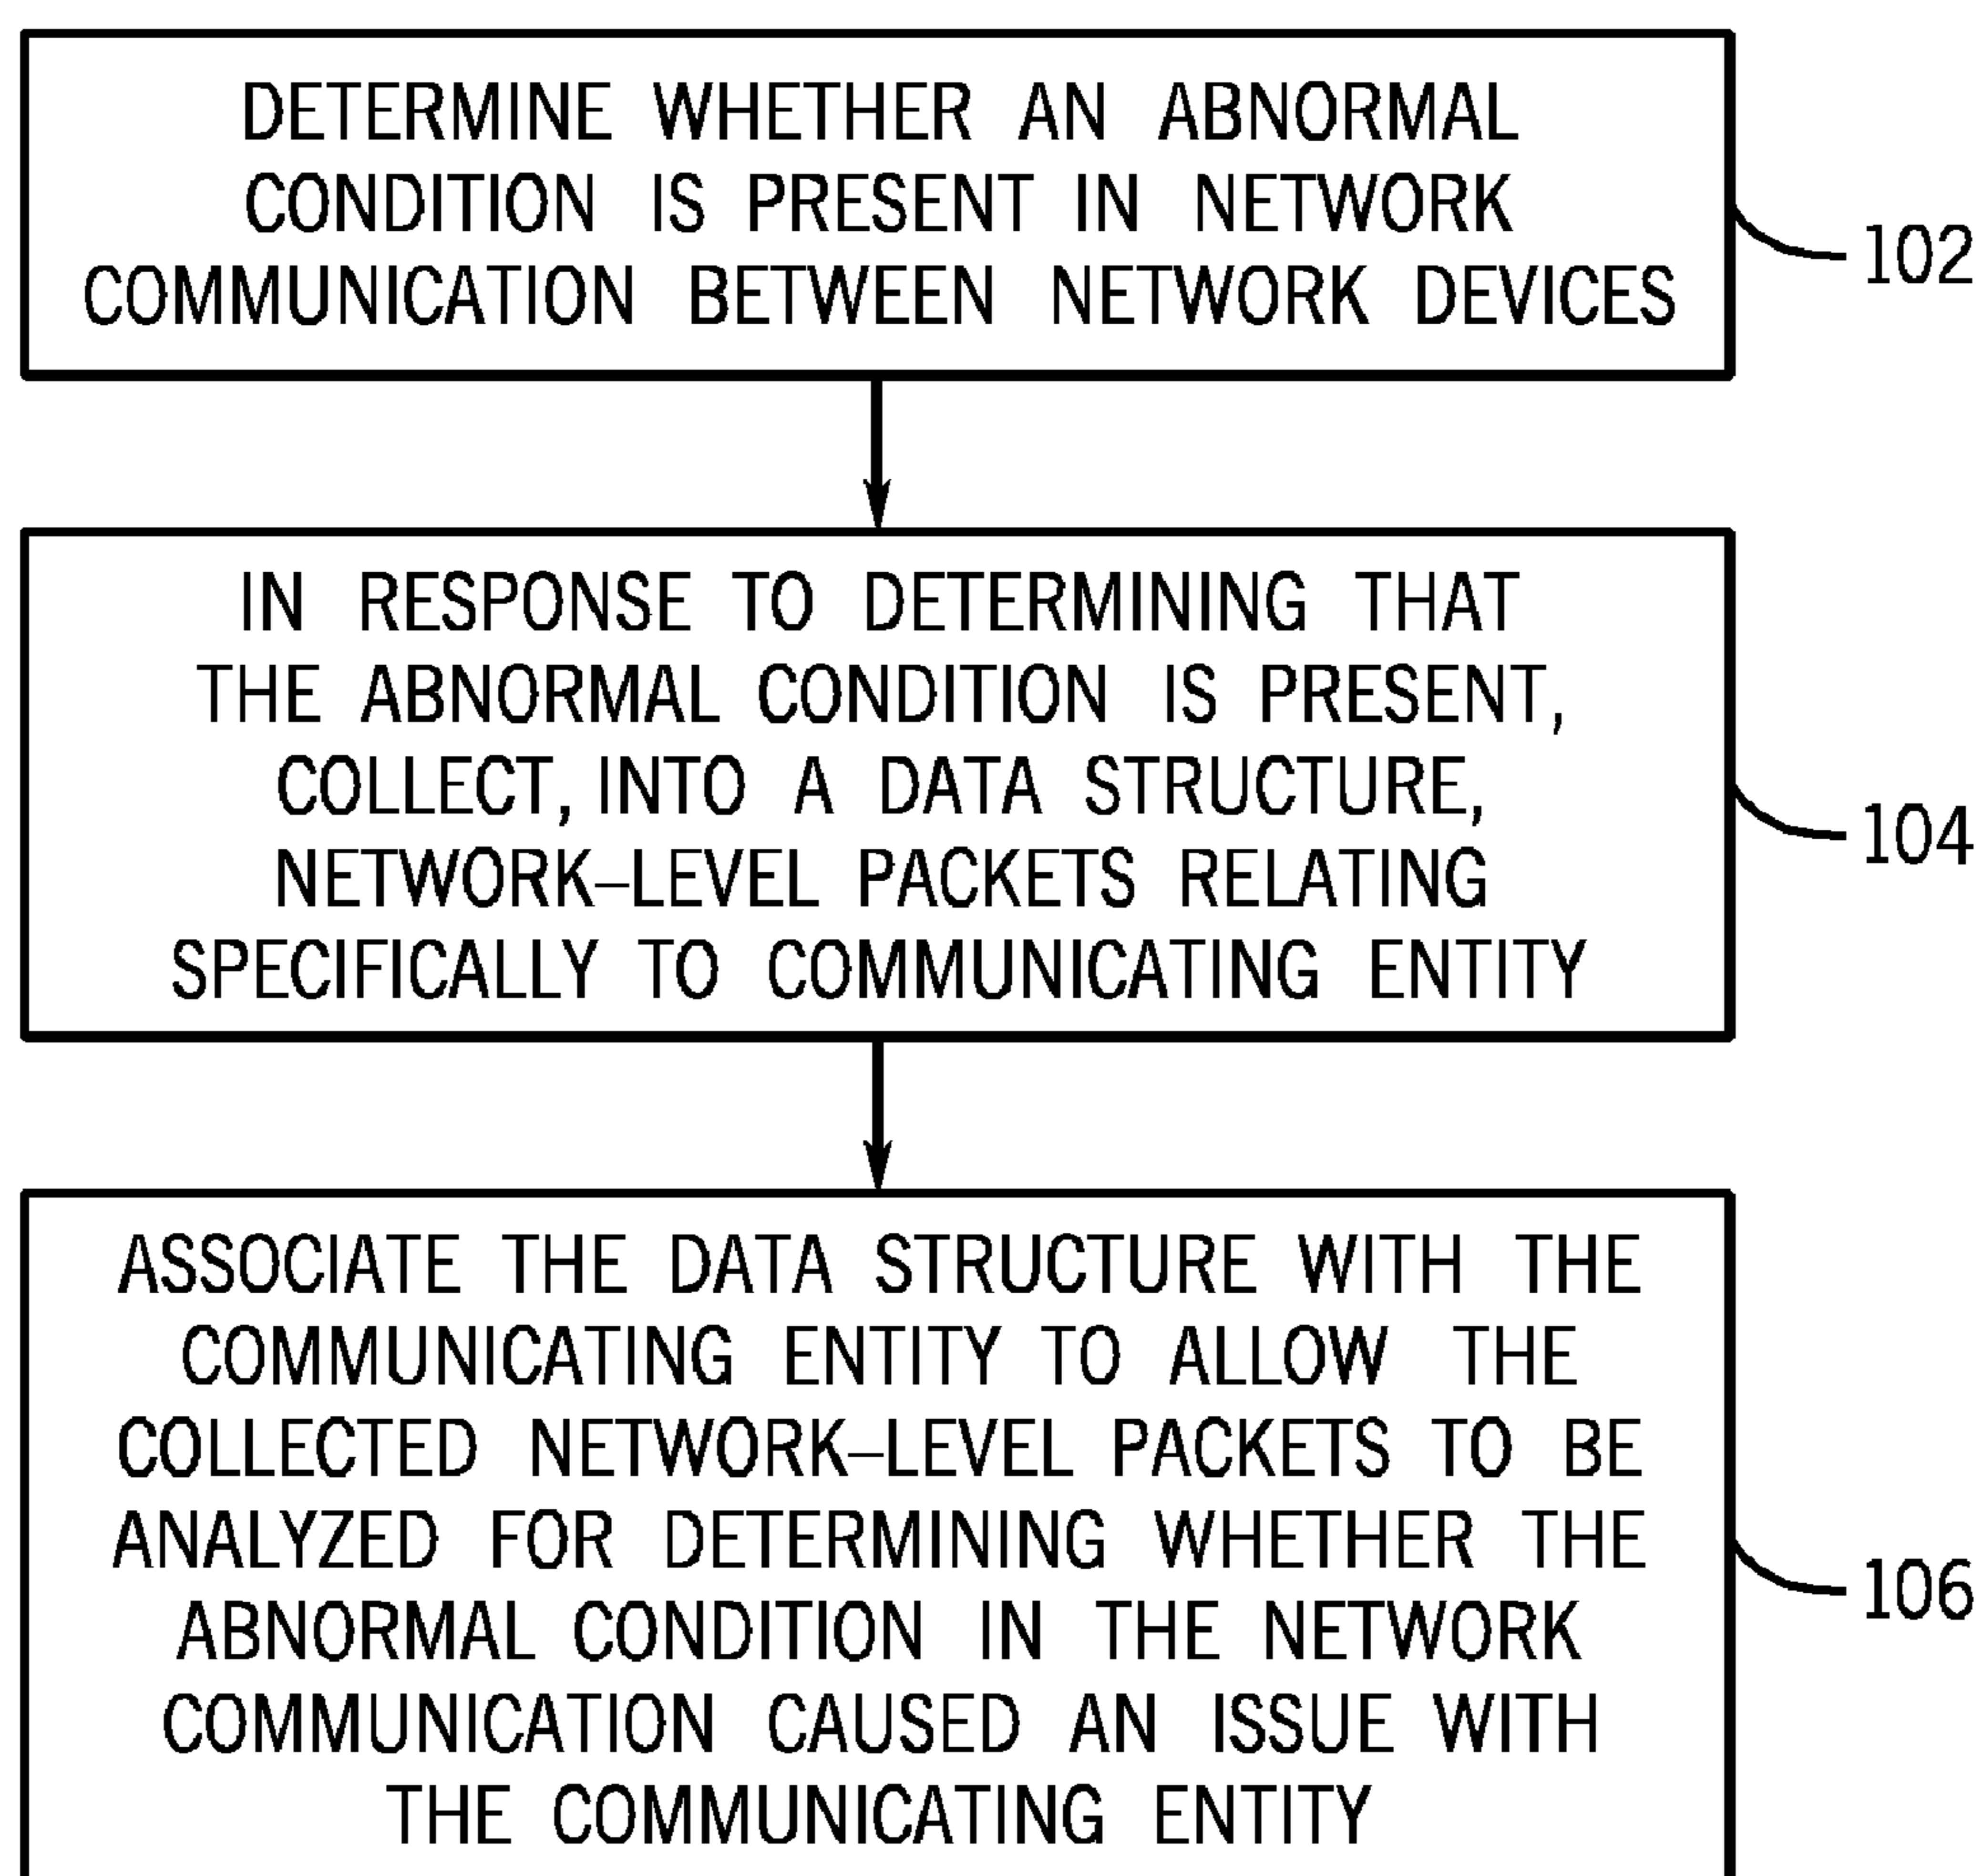 DETERMINE WHETHER AN ABNORMAL
CONDITION IS PRESENT IN NETWORK
COMMUNICATION BETWEEN NETWORK DEVICES
102
IN RESPONSE TO DETERMINING THAT
THE ABNORMAL CONDITION IS PRESENT,
COLLECT, INTO A DATA STRUCTURE,
NETWORK–LEVEL PACKETS RELATING
SPECIFICALLY TO COMMUNICATING ENTITY
104
ASSOCIATE THE DATA STRUCTURE WITH THE
COMMUNICATING ENTITY TO ALLOW THE
COLLECTED NETWORK–LEVEL PACKETS TO BE
ANALYZED FOR DETERMINING WHETHER THE
ABNORMAL CONDITION IN THE NETWORK
COMMUNICATION CAUSED AN ISSUE WITH
THE COMMUNICATING ENTITY
106